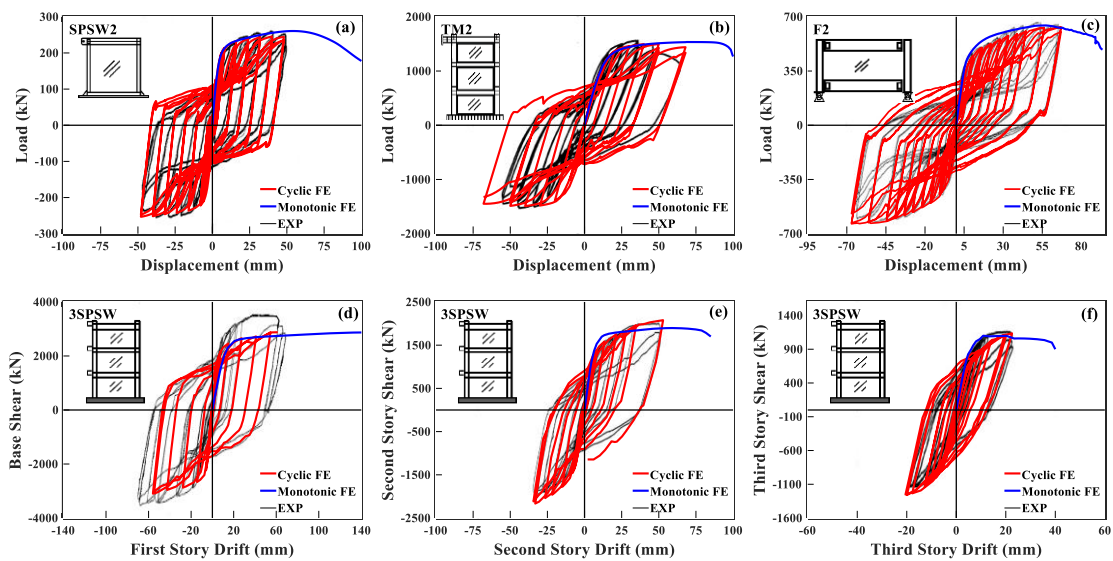 300
SPSW2
(a)
200
100
0
-100
-200
-300
Load (kN)
Cyclic FE
Monotonic FE
EXP
-100 -75 -50 -25 0 25 50 75 100
Displacement (mm)
2000
TM2
(b)
1000
0
-1000
2000
Load (kN)
Cyclic FE
Monotonic FE
EXP
-100 -75 -50 -25 0 25 50 75 100
Displacement (mm)
700
F2
(c)
350
0
-350
-700
Load (kN)
Cyclic FE
Monotonic FE
EXP
-95 -70 -45 -20 5 30 55 80
Displacement (mm)
4000
3SPSW
(d)
2000
0
-2000
-4000
Base Shear (kN)
Cyclic FE
Monotonic FE
EXP
-140 -100 -60 -20 20 60 100 140
First Story Drift (mm)
2500
3SPSW
(e)
1500
500
-500
-1500
-2500
Second Story Shear (kN)
Cyclic FE
Monotonic FE
EXP
-100 -75 -50 -25 0 25 50 75 100
Second Story Drift (mm)
1400
3SPSW
(f)
900
400
-100
-600
-1100
-1600
Third Story Shear (kN)
Cyclic FE
Monotonic FE
EXP
-60 -40 -20 0 20 40 60
Third Story Drift (mm)